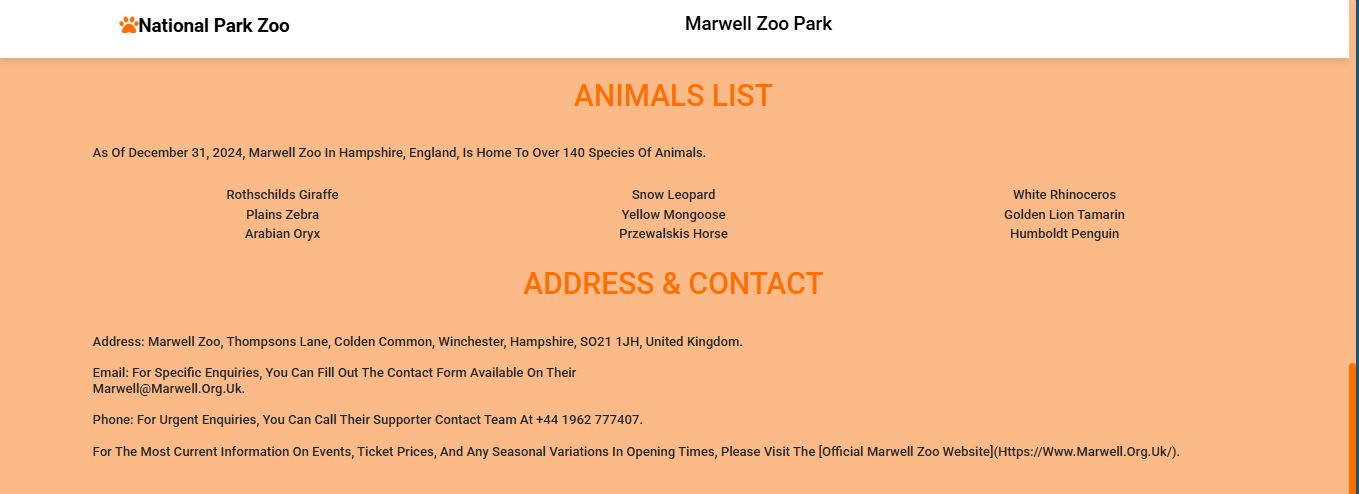 National Park Zoo
Marwell Zoo Park
ANIMALS LIST
As Of December 31, 2024, Marwell Zoo In Hampshire, England, Is Home To Over 140 Species Of Animals.
Rothschilds Giraffe
Plains Zebra
Arabian Oryx
Snow Leopard
Yellow Mongoose
Przewalskis Horse
White Rhinoceros
Golden Lion Tamarin
Humboldt Penguin
ADDRESS & CONTACT
Address: Marwell Zoo, Thompsons Lane, Colden Common, Winchester, Hampshire, SO21 1JH, United Kingdom.
Email: For Specific Enquiries, You Can Fill Out The Contact Form Available On Their
Marwell@Marwell.Org.Uk.
Phone: For Urgent Enquiries, You Can Call Their Supporter Contact Team At +44 1962 777407.
For The Most Current Information On Events, Ticket Prices, And Any Seasonal Variations In Opening Times, Please Visit The [Official Marwell Zoo Website](Https://Www.Marwell.Org.Uk/).